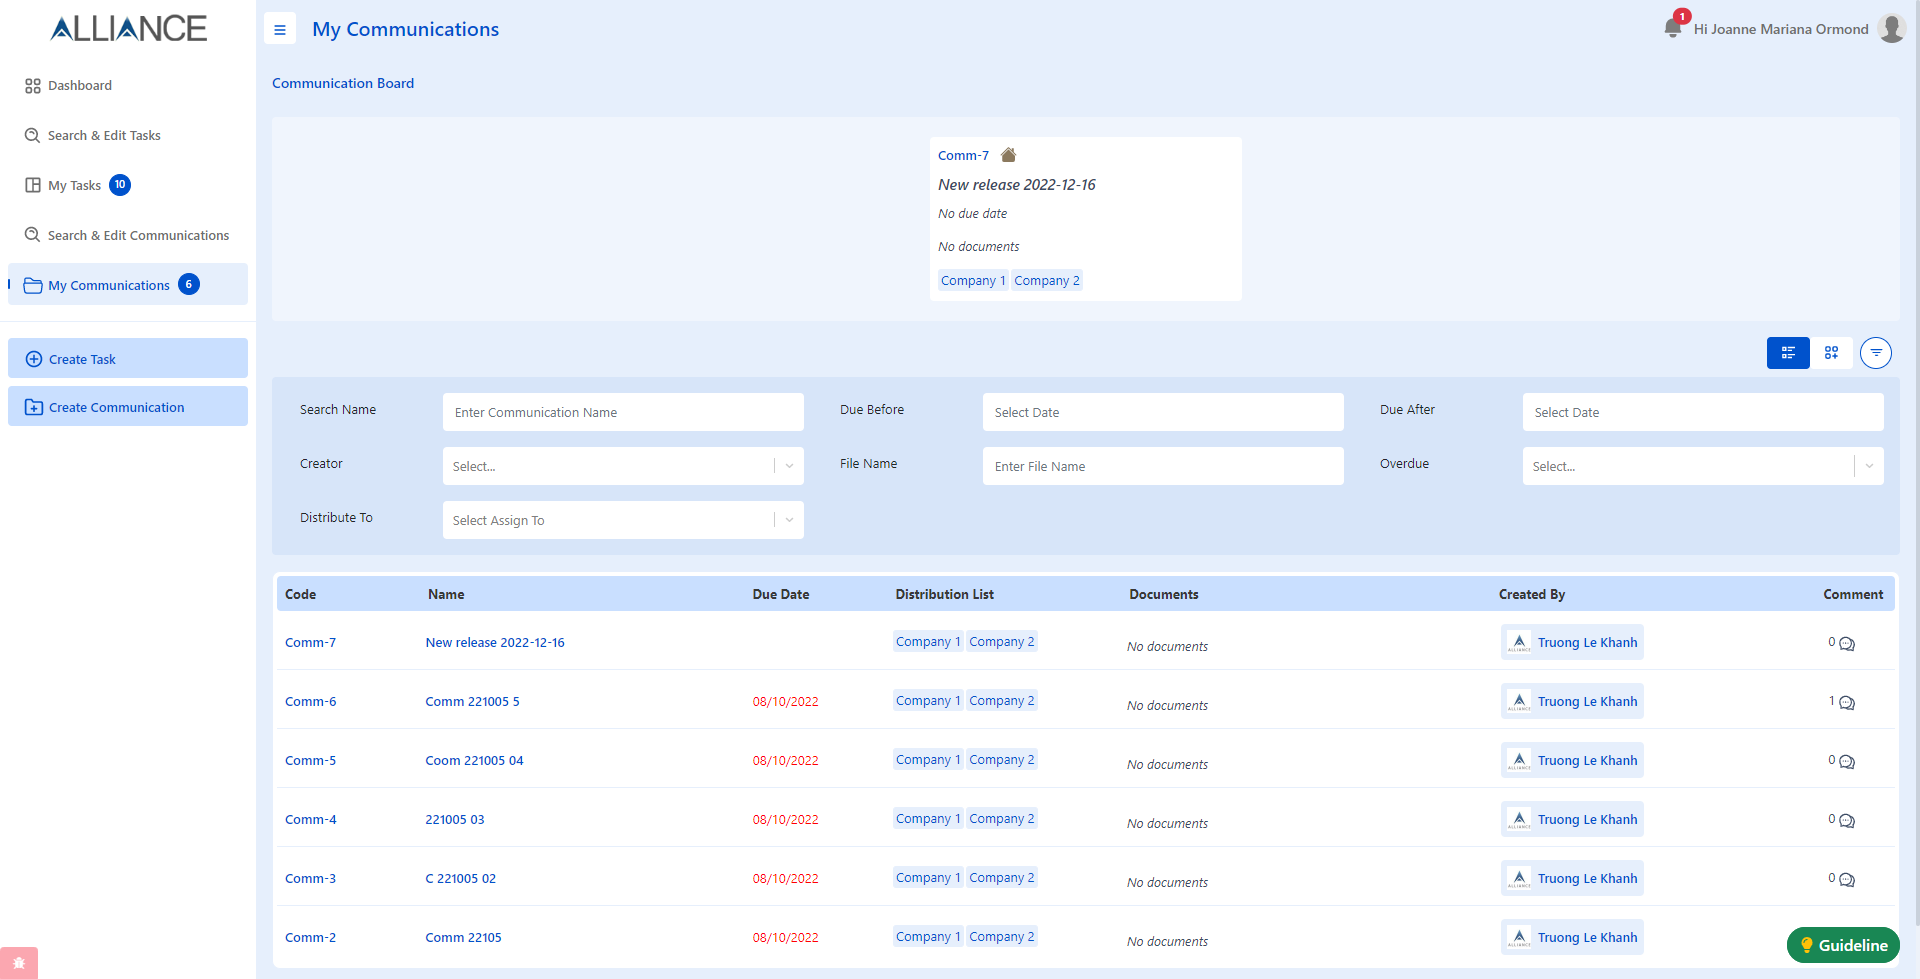 ALLIANCE
My Communications
1
Hi Joanne Mariana Ormond
Dashboard
Search & Edit Tasks
My Tasks 10
Search & Edit Communications
My Communications 6
Create Task
Create Communication
Communication Board
Comm-7
New release 2022-12-16
No due date
No documents
Company 1 Company 2
Search Name Enter Communication Name Due Before Select Date Due After Select Date
Creator Select... File Name Enter File Name Overdue Select...
Distribute To Select Assign To
Code Name Due Date Distribution List Documents Created By Comment
Comm-7 New release 2022-12-16 Company 1 Company 2 No documents ALLIANCE Truong Le Khanh 0
Comm-6 Comm 221005 5 08/10/2022 Company 1 Company 2 No documents ALLIANCE Truong Le Khanh 1
Comm-5 Coom 221005 04 08/10/2022 Company 1 Company 2 No documents ALLIANCE Truong Le Khanh 0
Comm-4 221005 03 08/10/2022 Company 1 Company 2 No documents ALLIANCE Truong Le Khanh 0
Comm-3 C 221005 02 08/10/2022 Company 1 Company 2 No documents ALLIANCE Truong Le Khanh 0
Comm-2 Comm 22105 08/10/2022 Company 1 Company 2 No documents ALLIANCE Truong Le Khanh
Guideline